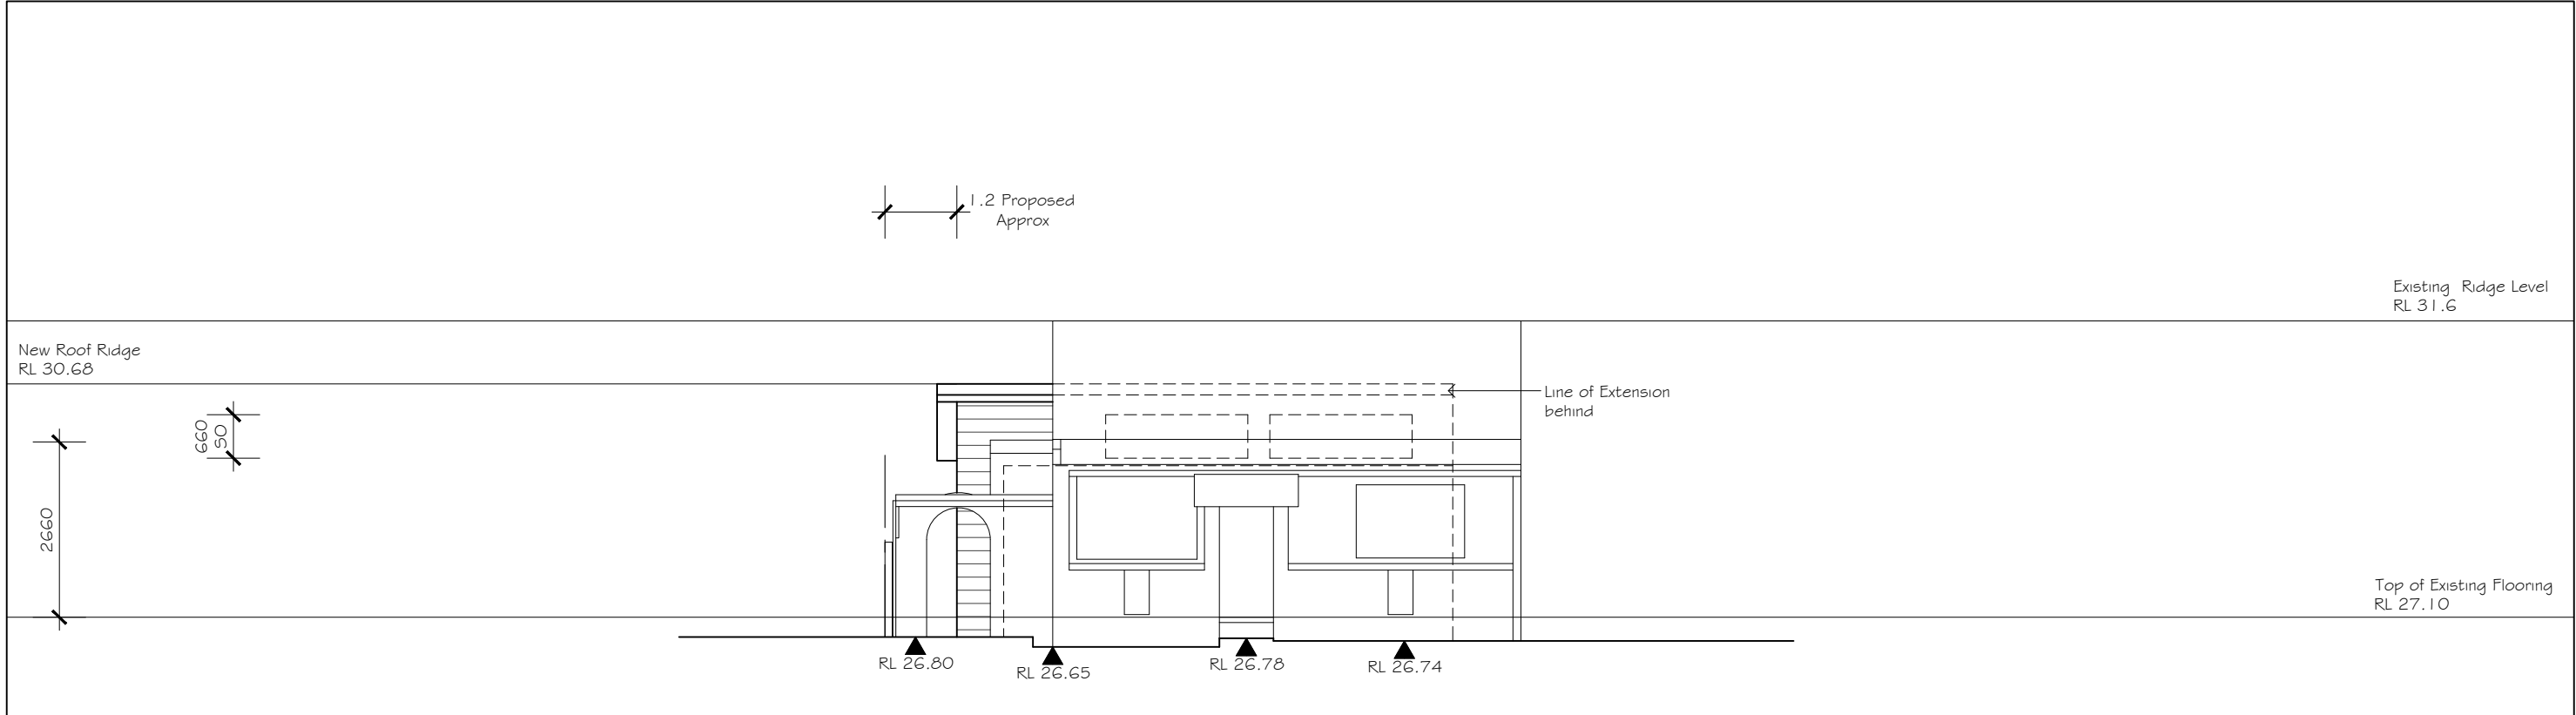 1.2 Proposed
Approx
Existing Ridge Level
RL 31.6
New Roof Ridge
RL 30.68
Line of Extension
behind
660
50
2660
Top of Existing Flooring
RL 27.10
RL 26.80
RL 26.65
RL 26.78
RL 26.74